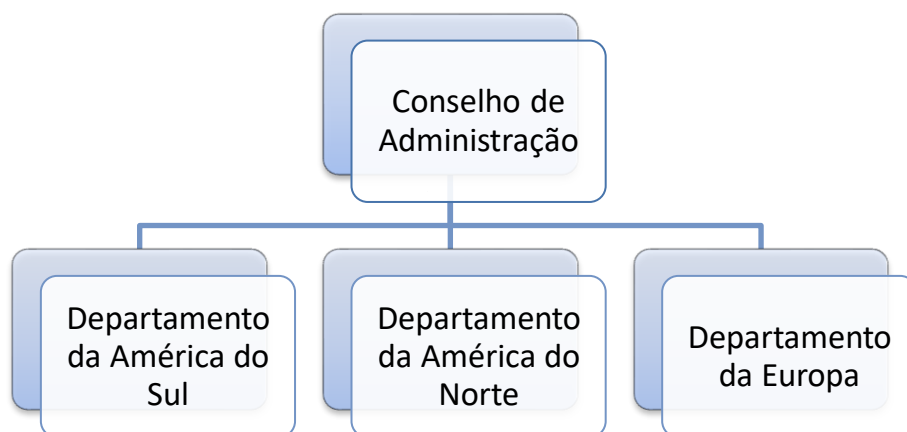 Conselho de
Administração
Departamento
da América do
Sul
Departamento
da América do
Norte
Departamento
da Europa